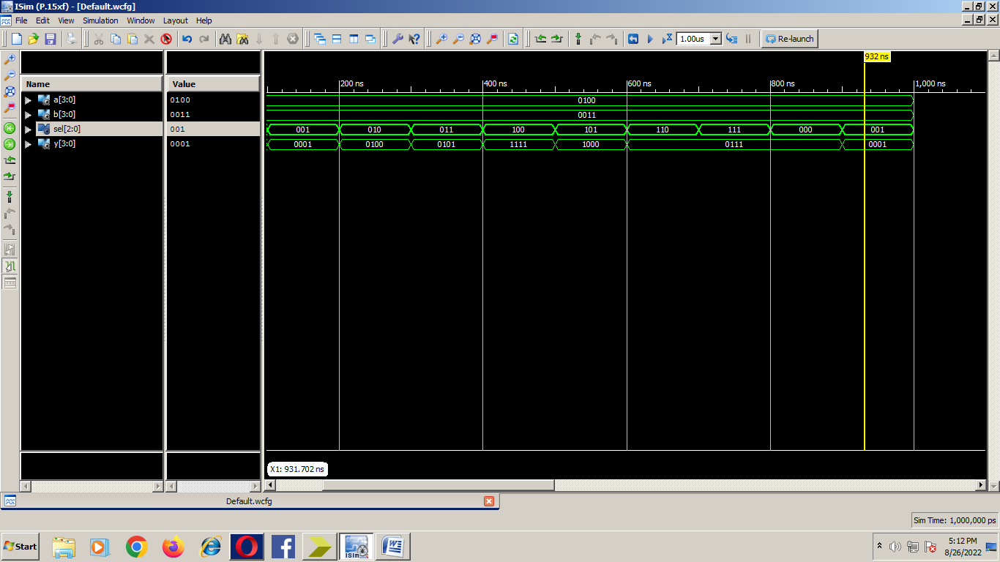 ISim (P.15xf) - [Default.wcfg]
File Edit View Simulation Window Layout Help
1.00us Re-launch
932 ns
Name Value 200 ns 400 ns 600 ns 800 ns 1,000 ns
a[3:0] 0100 0100
b[3:0] 0011 0011
sel[2:0] 001 001 010 011 100 101 110 111 000 001
y[3:0] 0001 0001 0100 0101 1111 1000 0111 0001
X1: 931.702 ns
Default.wcfg
Sim Time: 1,000,000 ps
Start ISim 5:12 PM
8/26/2022